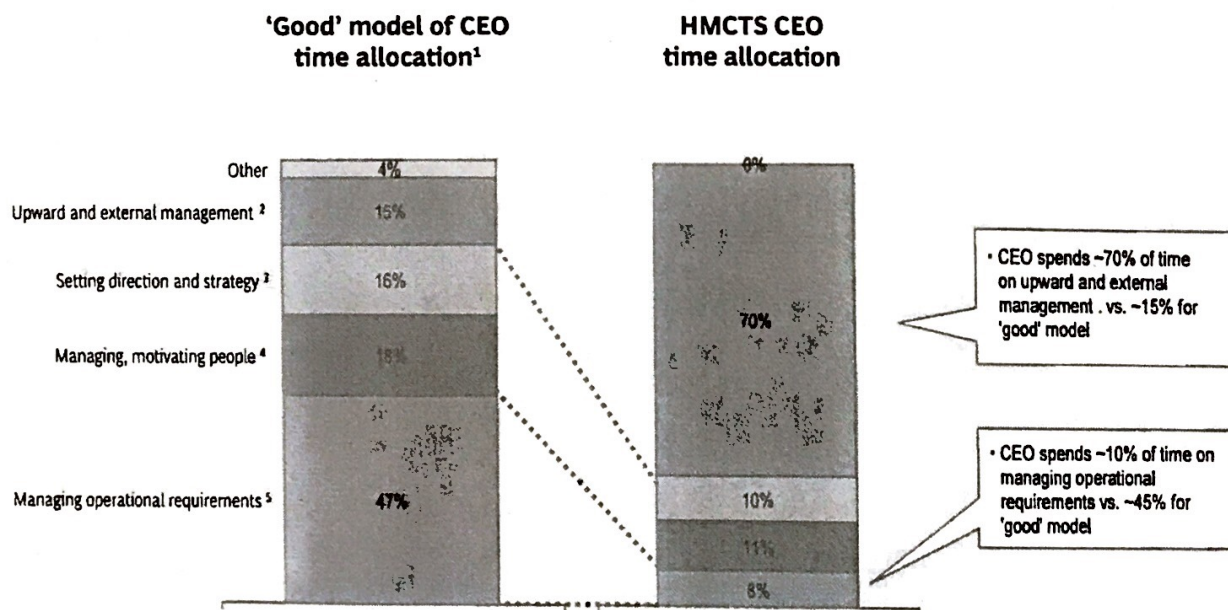 ‘Good’ model of CEO
time allocation¹
HMCTS CEO
time allocation
Other
4%
0%
Upward and external management ²
15%
70%
Setting direction and strategy ³
16%
10%
Managing, motivating people ⁴
18%
11%
Managing operational requirements ⁵
47%
8%
· CEO spends ~70% of time
on upward and external
management . vs. ~15% for
'good' model
· CEO spends ~10% of time on
managing operational
requirements vs. ~45% for
'good' model